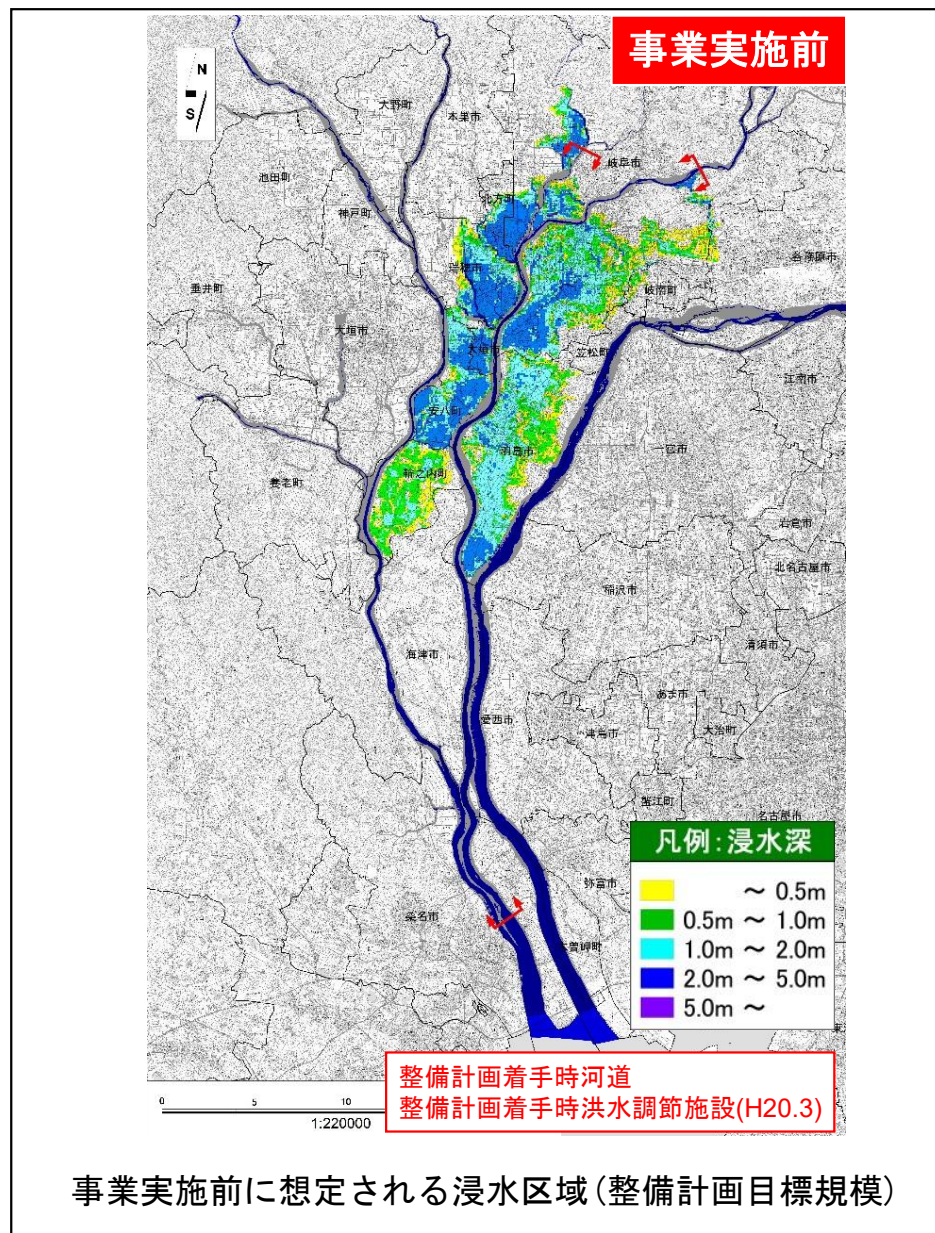 事業実施前
N
S
大野町
本巣市
岐阜市
池田町
北方町
神戸町
瑞穂市
各務原市
垂井町
岐南町
大垣市
大垣市
笠松町
江南市
安八町
羽島市
一宮市
輪之内町
養老町
岩倉市
北名古屋市
稲沢市
清須市
海津市
あま市
愛西市
津島市
大治町
蟹江町
名古屋市
凡例:浸水深
～ 0.5m
0.5m ～ 1.0m
1.0m ～ 2.0m
2.0m ～ 5.0m
5.0m ～
弥富市
桑名市
曽岬町
整備計画着手時河道
整備計画着手時洪水調節施設(H20.3)
0
5
10
1:220000
事業実施前に想定される浸水区域(整備計画目標規模)